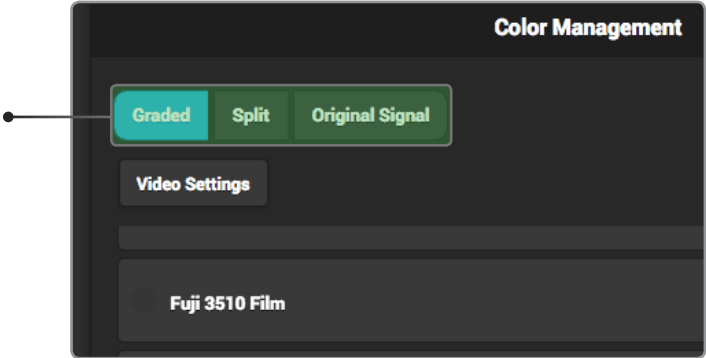 Color Management
Graded Split Original Signal
Video Settings
Fuji 3510 Film